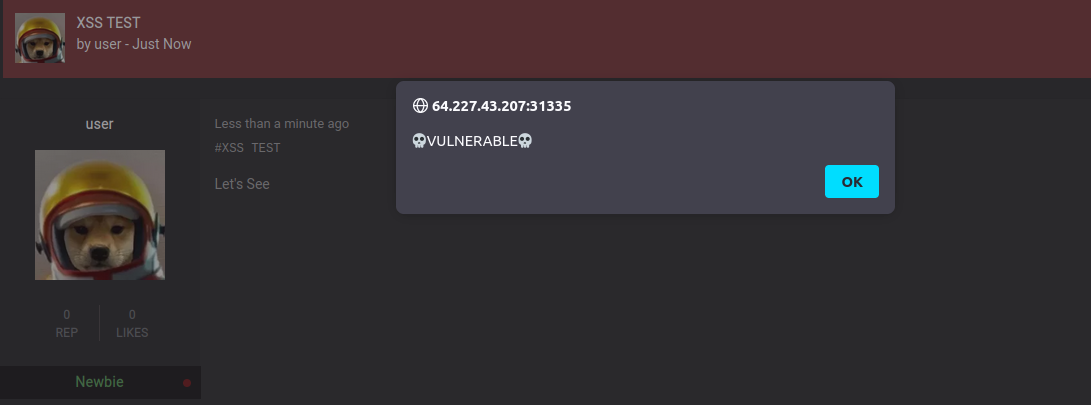 XSS TEST
by user - Just Now
64.227.43.207:31335
💀VULNERABLE💀
OK
user
Less than a minute ago
#XSS TEST
Let's See
0
REP
0
LIKES
Newbie